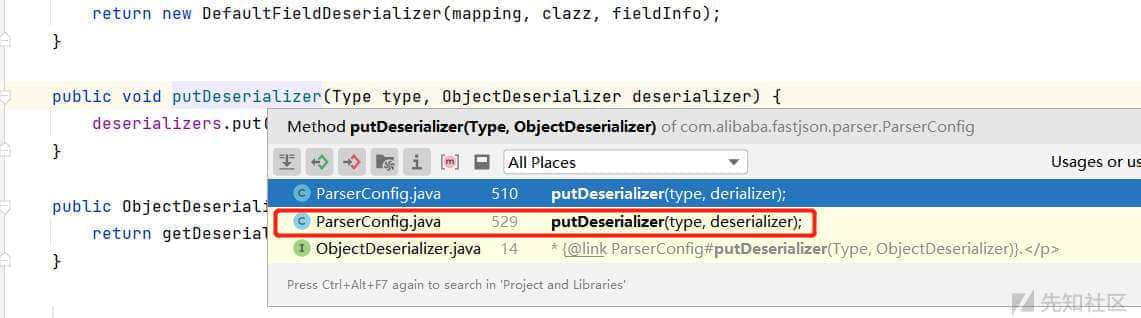 return new DefaultFieldDeserializer(mapping, clazz, fieldInfo);
}
public void putDeserializer(Type type, ObjectDeserializer deserializer) {
deserializers.put(
Method putDeserializer(Type, ObjectDeserializer) of com.alibaba.fastjson.parser.ParserConfig
}
All Places
Usages or us
ParserConfig.java 510 putDeserializer(type, derializer);
public ObjectDeseriali
ParserConfig.java 529 putDeserializer(type, deserializer);
return getDeserial
ObjectDeserializer.java 14 * {@link ParserConfig#putDeserializer(Type, ObjectDeserializer)}.</p>
}
Press Ctrl+Alt+F7 again to search in 'Project and Libraries'
先知社区